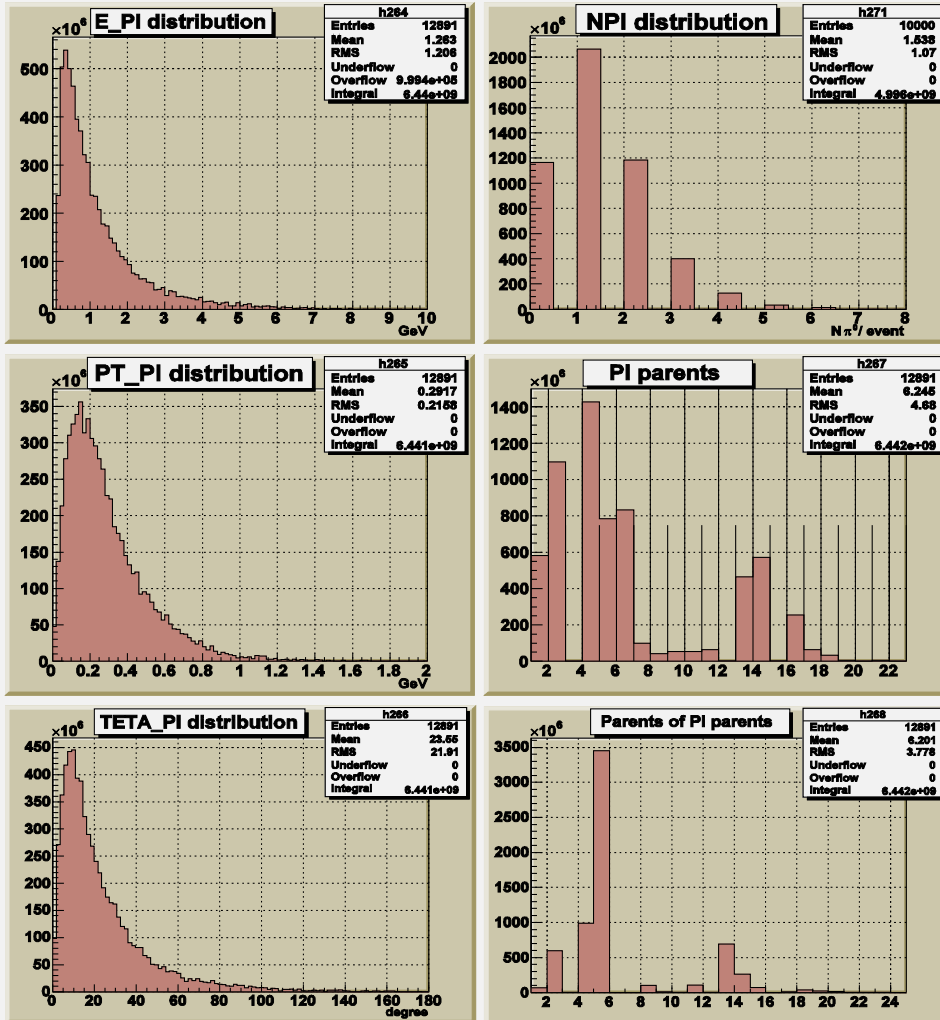 E_PI distribution
h264
Entries 12891
Mean 1.263
RMS 1.206
Underflow 0
Overflow 9.994e+05
Integral 6.44e+09
×10⁶
500
400
300
200
100
0
0 1 2 3 4 5 6 7 8 9 10
GeV
NPI distribution
h271
Entries 10000
Mean 1.538
RMS 1.07
Underflow 0
Overflow 0
Integral 4.996e+09
×10⁶
2000
1800
1600
1400
1200
1000
800
600
400
200
0
0 1 2 3 4 5 6 7 8
N π⁰/ event
PT_PI distribution
h265
Entries 12891
Mean 0.2917
RMS 0.2158
Underflow 0
Overflow 0
Integral 6.441e+09
×10⁶
350
300
250
200
150
100
50
0
0 0.2 0.4 0.6 0.8 1 1.2 1.4 1.6 1.8 2
GeV
PI parents
h267
Entries 12891
Mean 6.245
RMS 4.68
Underflow 0
Overflow 0
Integral 6.442e+09
×10⁶
1400
1200
1000
800
600
400
200
0
2 4 6 8 10 12 14 16 18 20 22
TETA_PI distribution
h266
Entries 12891
Mean 23.55
RMS 21.91
Underflow 0
Overflow 0
Integral 6.441e+09
×10⁶
450
400
350
300
250
200
150
100
50
0
0 20 40 60 80 100 120 140 160 180
degree
Parents of PI parents
h268
Entries 12891
Mean 6.201
RMS 3.778
Underflow 0
Overflow 0
Integral 6.442e+09
×10⁶
3500
3000
2500
2000
1500
1000
500
0
2 4 6 8 10 12 14 16 18 20 22 24